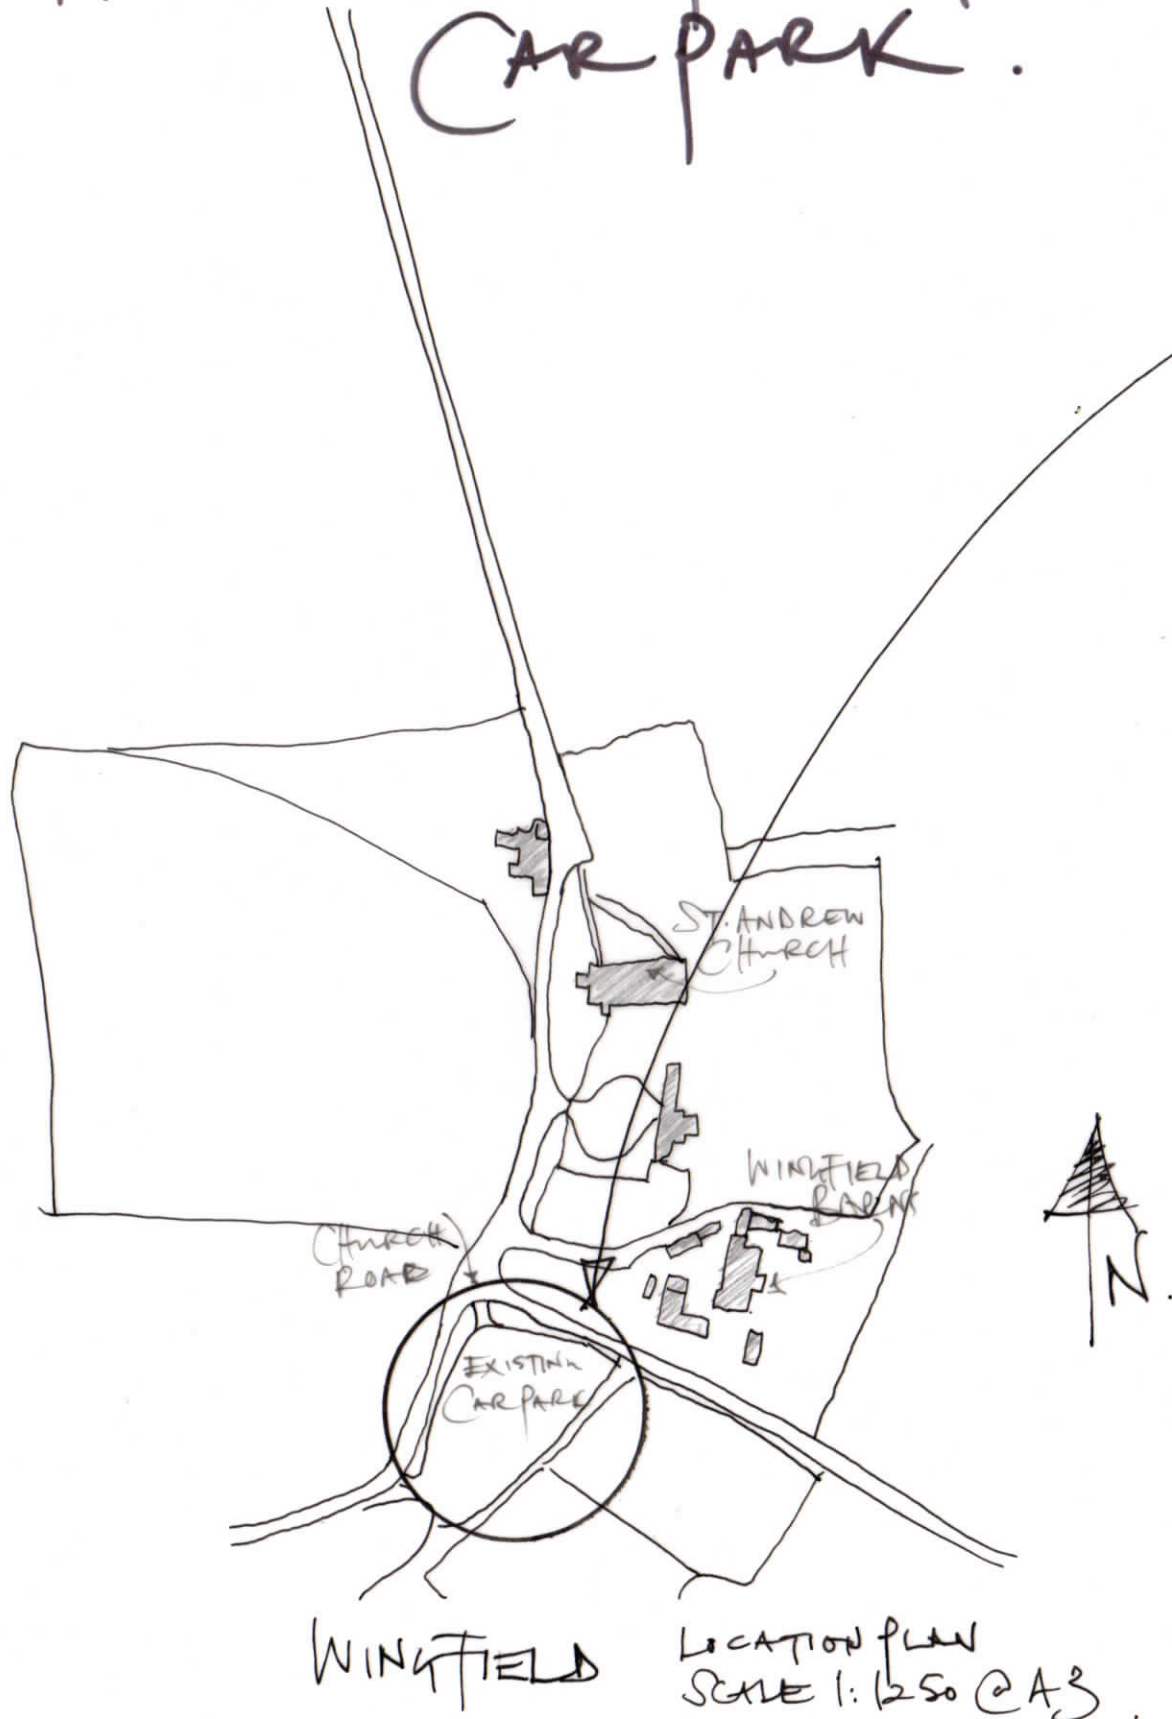 CAR PARK.
ST. ANDREW
CHURCH
WINGFIELD
BARNS
CHURCH
ROAD
N.
EXISTING
CAR PARK
WINGFIELD
LOCATION PLAN
SCALE 1:1250 @ A3.